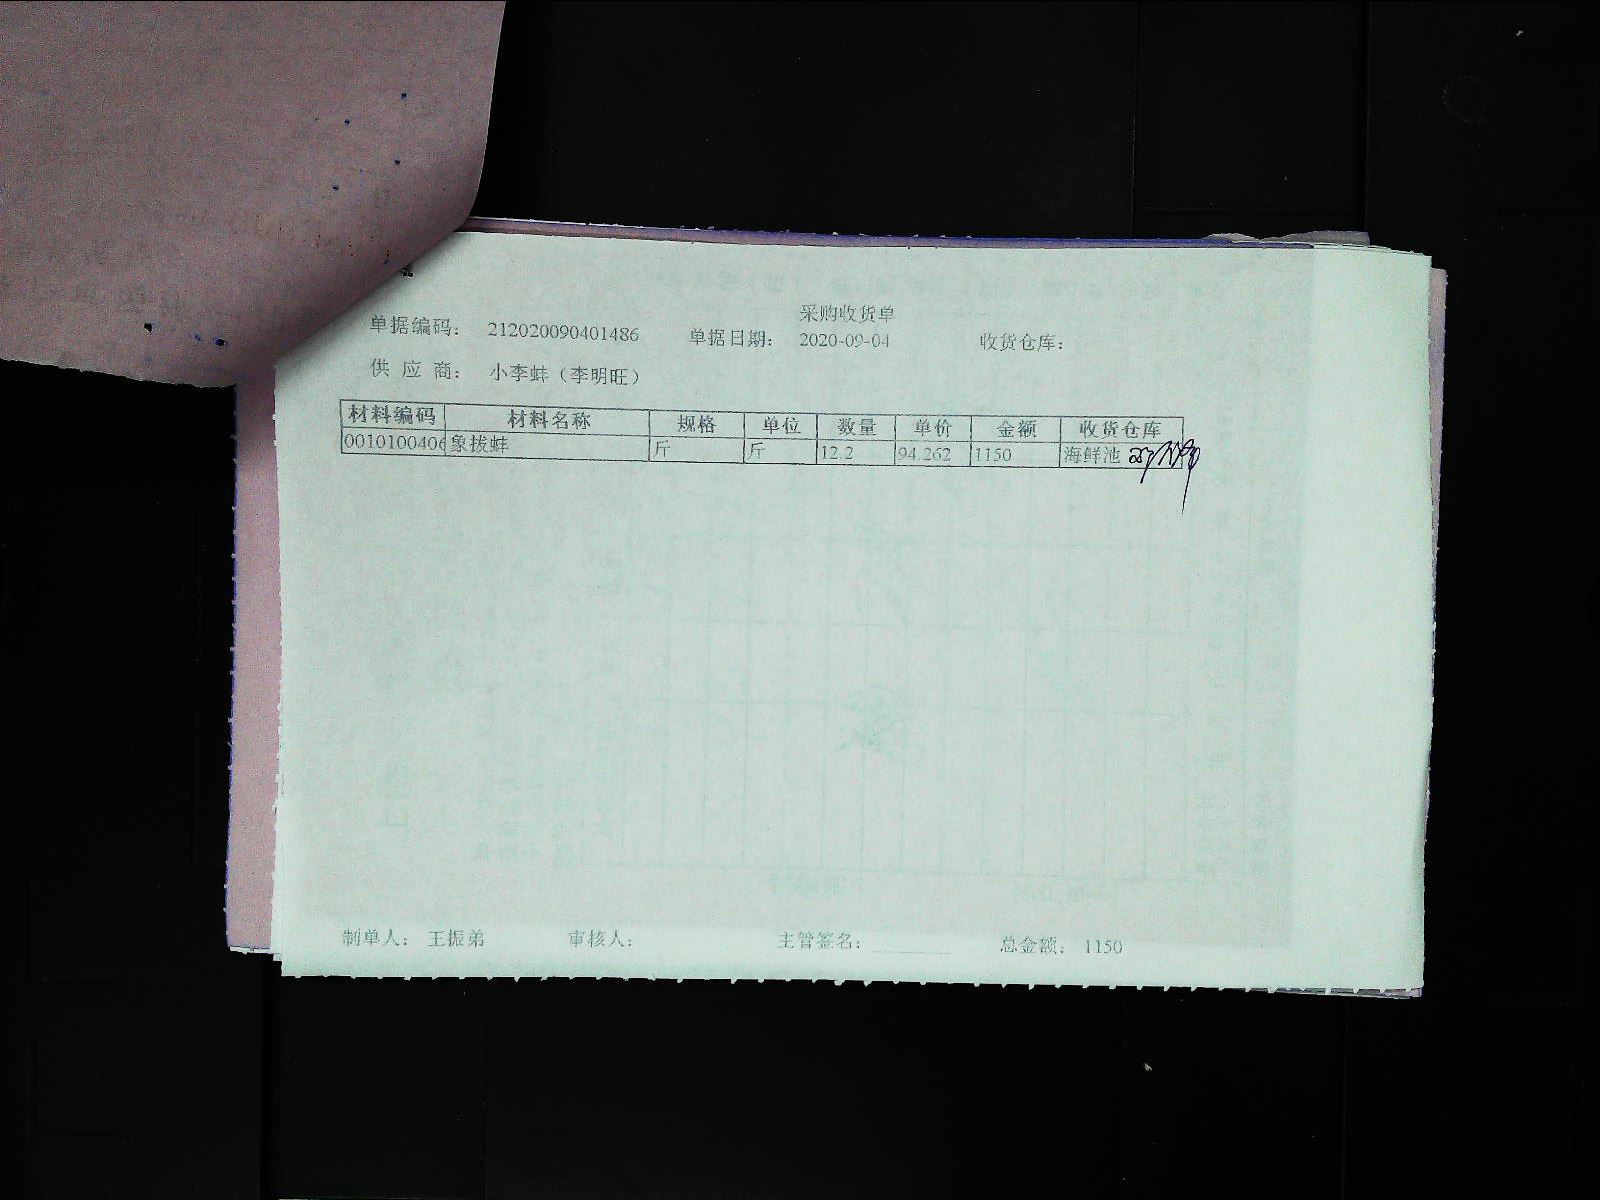 采购收货单
单据编码： 212020090401486 单据日期： 2020-09-04 收货仓库：
供 应 商： 小李蚌（李明旺）
材料编码 材料名称 规格 单位 数量 单价 金额 收货仓库
0010100406 象拔蚌 斤 斤 12.2 94.262 1150 海鲜池
制单人： 王振弟 审核人： 主管签名： 总金额： 1150